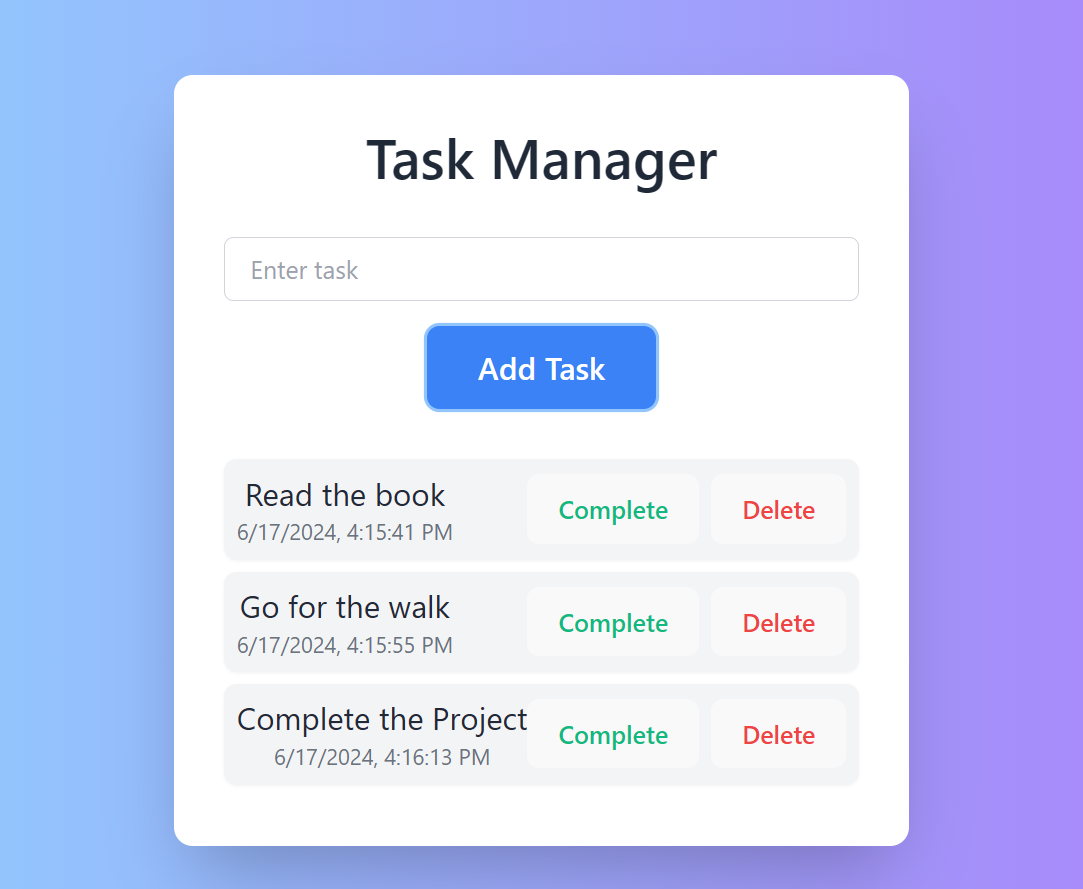 Task Manager
Enter task
Add Task
Read the book
6/17/2024, 4:15:41 PM
Complete
Delete
Go for the walk
6/17/2024, 4:15:55 PM
Complete
Delete
Complete the Project
6/17/2024, 4:16:13 PM
Complete
Delete